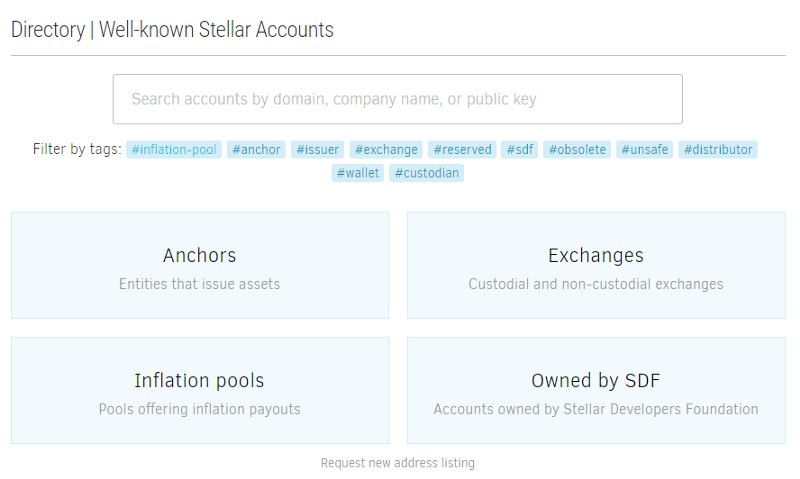 Directory | Well-known Stellar Accounts
Search accounts by domain, company name, or public key
Filter by tags: #inflation-pool #anchor #issuer #exchange #reserved #sdf #obsolete #unsafe #distributor
#wallet #custodian
Anchors
Entities that issue assets
Exchanges
Custodial and non-custodial exchanges
Inflation pools
Pools offering inflation payouts
Owned by SDF
Accounts owned by Stellar Developers Foundation
Request new address listing